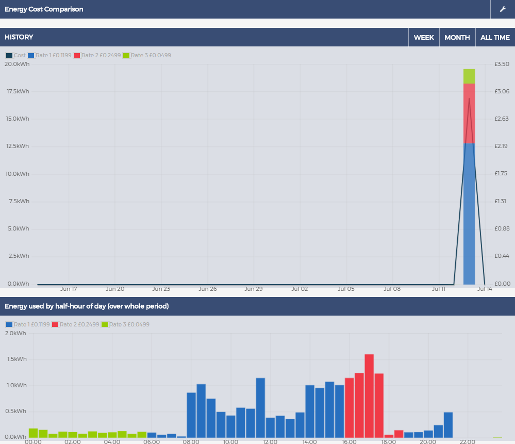 Energy Cost Comparison
HISTORY WEEK MONTH ALL TIME
Cost Rate 1 £0.1199 Rate 2 £0.2499 Rate 3 £0.0499
20.0kWh £3.50
17.5kWh £3.06
15.0kWh £2.63
12.5kWh £2.19
10.0kWh £1.75
7.5kWh £1.31
5.0kWh £0.88
2.5kWh £0.44
0.0kWh £0.00
Jun 17 Jun 20 Jun 23 Jun 26 Jun 29 Jul 02 Jul 05 Jul 08 Jul 11 Jul 14
Energy used by half-hour of day (over whole period)
Rate 1 £0.1199 Rate 2 £0.2499 Rate 3 £0.0499
2.0kWh
1.5kWh
1.0kWh
0.5kWh
0.0kWh
00.00 02.00 04.00 06.00 08.00 10.00 12.00 14.00 16.00 18.00 20.00 22.00